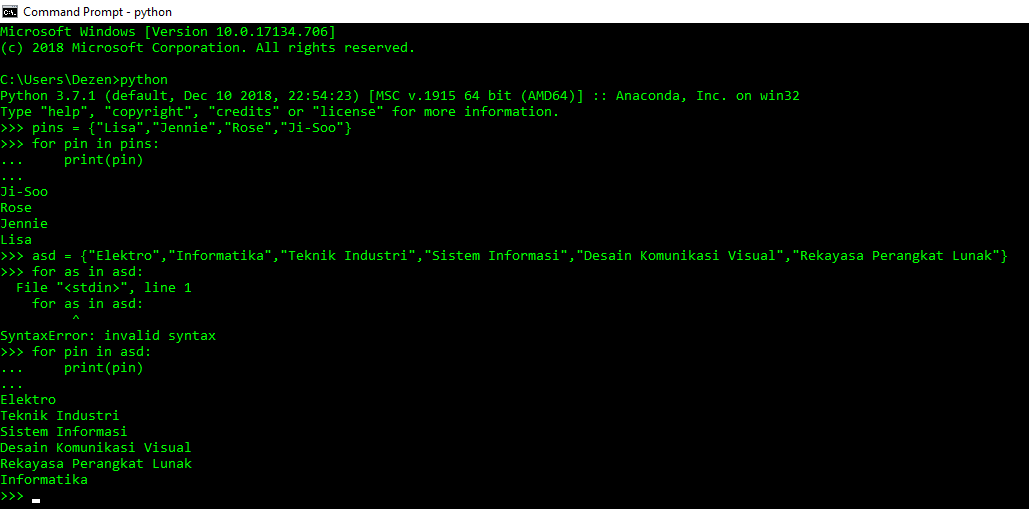 Command Prompt - python
Microsoft Windows [Version 10.0.17134.706]
(c) 2018 Microsoft Corporation. All rights reserved.
C:\Users\Dezen>python
Python 3.7.1 (default, Dec 10 2018, 22:54:23) [MSC v.1915 64 bit (AMD64)] :: Anaconda, Inc. on win32
Type "help", "copyright", "credits" or "license" for more information.
>>> pins = {"Lisa","Jennie","Rose","Ji-Soo"}
>>> for pin in pins:
...     print(pin)
...
Ji-Soo
Rose
Jennie
Lisa
>>> asd = {"Elektro","Informatika","Teknik Industri","Sistem Informasi","Desain Komunikasi Visual","Rekayasa Perangkat Lunak"}
>>> for as in asd:
  File "<stdin>", line 1
    for as in asd:
         ^
SyntaxError: invalid syntax
>>> for pin in asd:
...     print(pin)
...
Elektro
Teknik Industri
Sistem Informasi
Desain Komunikasi Visual
Rekayasa Perangkat Lunak
Informatika
>>>